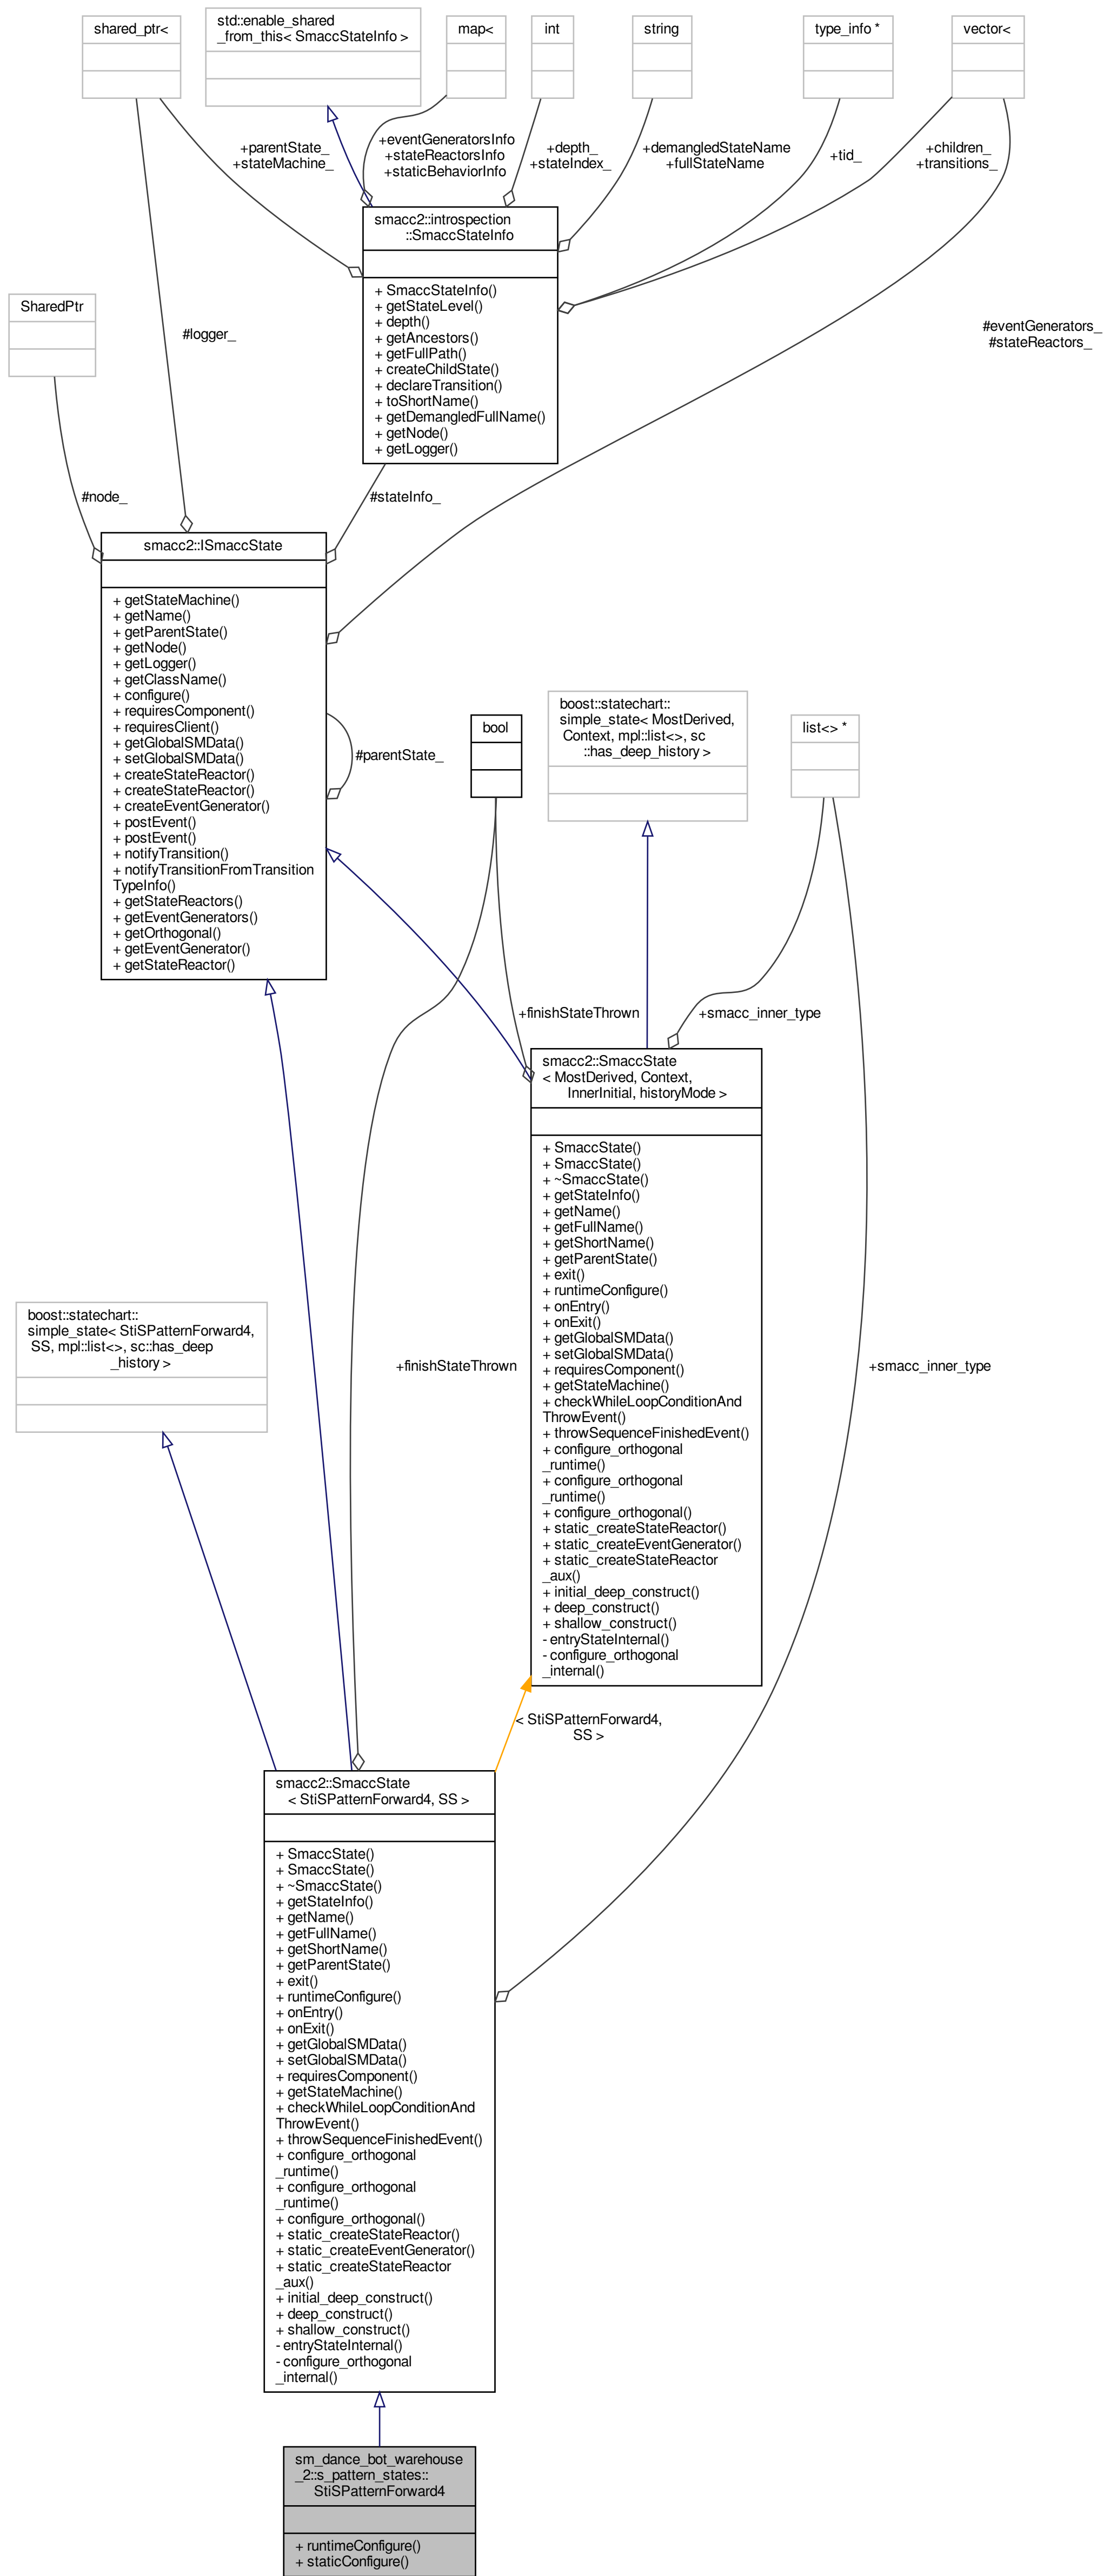 shared_ptr<
std::enable_shared
_from_this< SmaccStateInfo >
map<
int
string
type_info *
vector<
+parentState_
+stateMachine_
+eventGeneratorsInfo
+stateReactorsInfo
+staticBehaviorInfo
+depth_
+stateIndex_
+demangledStateName
+fullStateName
+tid_
+children_
+transitions_
smacc2::introspection
::SmaccStateInfo
+ SmaccStateInfo()
+ getStateLevel()
+ depth()
+ getAncestors()
+ getFullPath()
+ createChildState()
+ declareTransition()
+ toShortName()
+ getDemangledFullName()
+ getNode()
+ getLogger()
SharedPtr
#logger_
#eventGenerators_
#stateReactors_
#node_
#stateInfo_
smacc2::ISmaccState
+ getStateMachine()
+ getName()
+ getParentState()
+ getNode()
+ getLogger()
+ getClassName()
+ configure()
+ requiresComponent()
+ requiresClient()
+ getGlobalSMData()
+ setGlobalSMData()
+ createStateReactor()
+ createStateReactor()
+ createEventGenerator()
+ postEvent()
+ postEvent()
+ notifyTransition()
+ notifyTransitionFromTransition
TypeInfo()
+ getStateReactors()
+ getEventGenerators()
+ getOrthogonal()
+ getEventGenerator()
+ getStateReactor()
#parentState_
bool
boost::statechart::
simple_state< MostDerived,
Context, mpl::list<>, sc
::has_deep_history >
list<> *
+finishStateThrown
+smacc_inner_type
smacc2::SmaccState
< MostDerived, Context,
InnerInitial, historyMode >
+ SmaccState()
+ SmaccState()
+ ~SmaccState()
+ getStateInfo()
+ getName()
+ getFullName()
+ getShortName()
+ getParentState()
+ exit()
+ runtimeConfigure()
+ onEntry()
+ onExit()
+ getGlobalSMData()
+ setGlobalSMData()
+ requiresComponent()
+ getStateMachine()
+ checkWhileLoopConditionAnd
ThrowEvent()
+ throwSequenceFinishedEvent()
+ configure_orthogonal
_runtime()
+ configure_orthogonal
_runtime()
+ configure_orthogonal()
+ static_createStateReactor()
+ static_createEventGenerator()
+ static_createStateReactor
_aux()
+ initial_deep_construct()
+ deep_construct()
+ shallow_construct()
- entryStateInternal()
- configure_orthogonal
_internal()
boost::statechart::
simple_state< StiSPatternForward4,
SS, mpl::list<>, sc::has_deep
_history >
+finishStateThrown
+smacc_inner_type
< StiSPatternForward4,
SS >
smacc2::SmaccState
< StiSPatternForward4, SS >
+ SmaccState()
+ SmaccState()
+ ~SmaccState()
+ getStateInfo()
+ getName()
+ getFullName()
+ getShortName()
+ getParentState()
+ exit()
+ runtimeConfigure()
+ onEntry()
+ onExit()
+ getGlobalSMData()
+ setGlobalSMData()
+ requiresComponent()
+ getStateMachine()
+ checkWhileLoopConditionAnd
ThrowEvent()
+ throwSequenceFinishedEvent()
+ configure_orthogonal
_runtime()
+ configure_orthogonal
_runtime()
+ configure_orthogonal()
+ static_createStateReactor()
+ static_createEventGenerator()
+ static_createStateReactor
_aux()
+ initial_deep_construct()
+ deep_construct()
+ shallow_construct()
- entryStateInternal()
- configure_orthogonal
_internal()
sm_dance_bot_warehouse
_2::s_pattern_states::
StiSPatternForward4
+ runtimeConfigure()
+ staticConfigure()